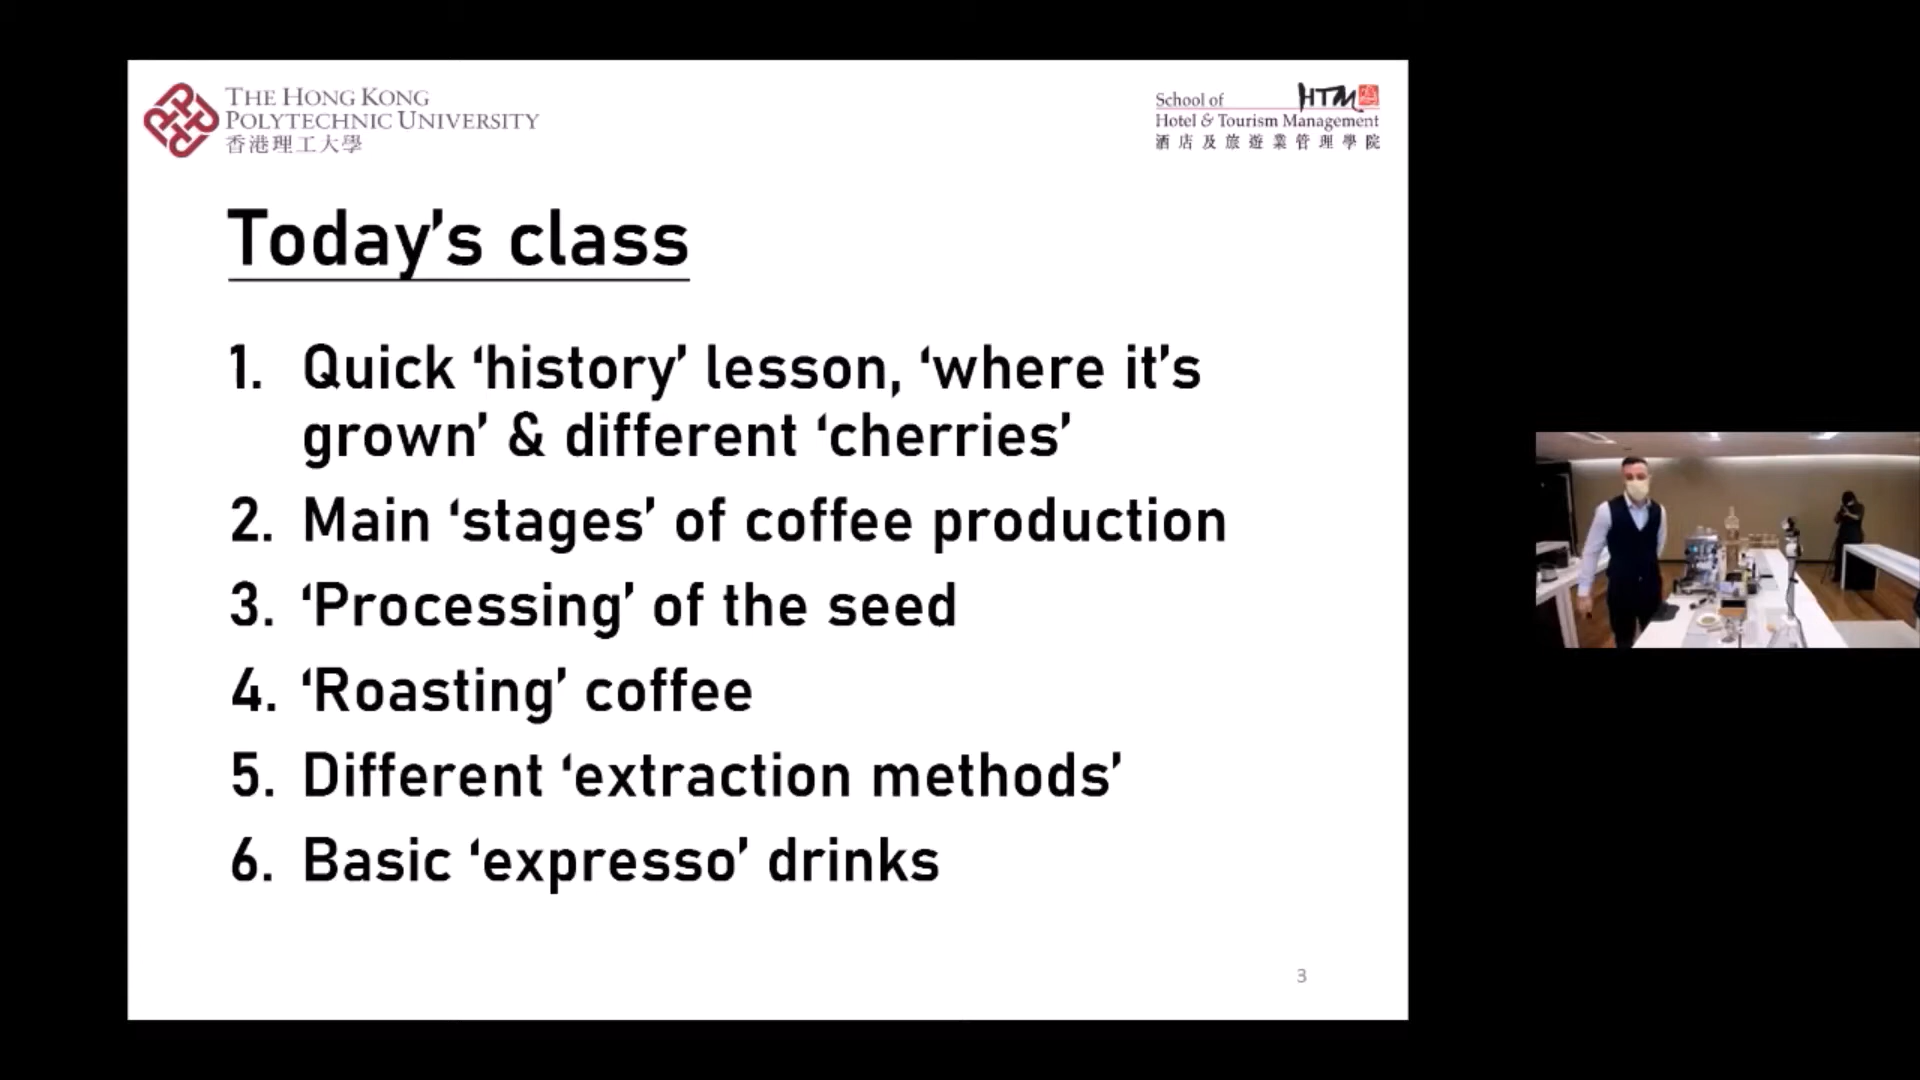 THE HONG KONG
POLYTECHNIC UNIVERSITY
香港理工大學
School of
HTM
Hotel & Tourism Management
酒店及旅遊業管理學院
Today’s class
1. Quick ‘history’ lesson, ‘where it’s
grown’ & different ‘cherries’
2. Main ‘stages’ of coffee production
3. ‘Processing’ of the seed
4. ‘Roasting’ coffee
5. Different ‘extraction methods’
6. Basic ‘expresso’ drinks
3